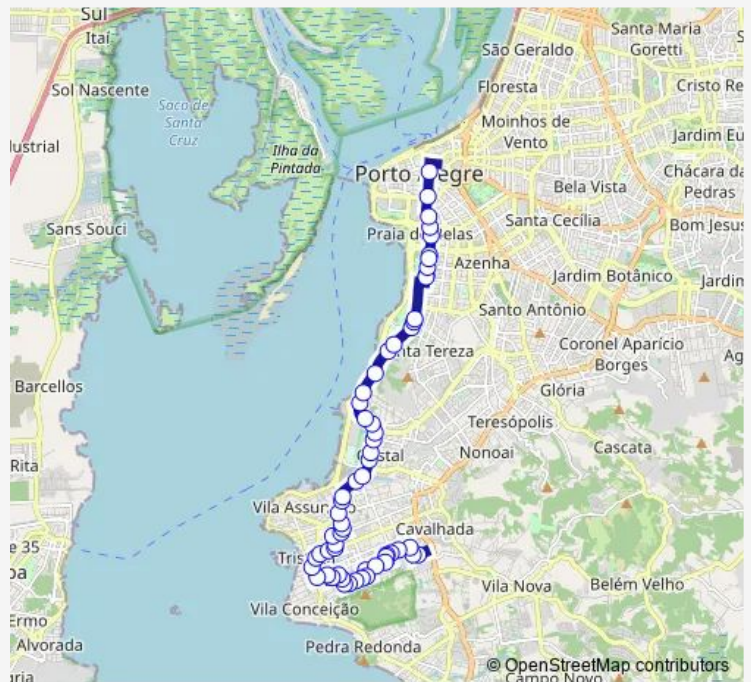 Sul
Itaí
Santa Maria
Goretti
São Geraldo
Sol Nascente
Floresta
Cristo Re
Saco de
Santa
Cruz
Moinhos de
Vento
Jardim Eu
dustrial
Ilha da
Pintada
Porto Alegre
Chácara da
Pedras
Bela Vista
Sans Souci
Santa Cecília
Bom Jesus
Praia de Belas
Azenha
Jardim Botânico
Jardim
Santo Antônio
Santa Tereza
Coronel Aparício
Borges
Ag
Barcellos
Glória
Teresópolis
Cascata
Nonoai
Cristal
Rita
Vila Assunção
Cavalhada
e 35
Tristeza
ba
Vila Nova
Belém Velho
Vila Conceição
Ermo
Alvorada
Pedra Redonda
© OpenStreetMap contributors
Campo Novo
ria